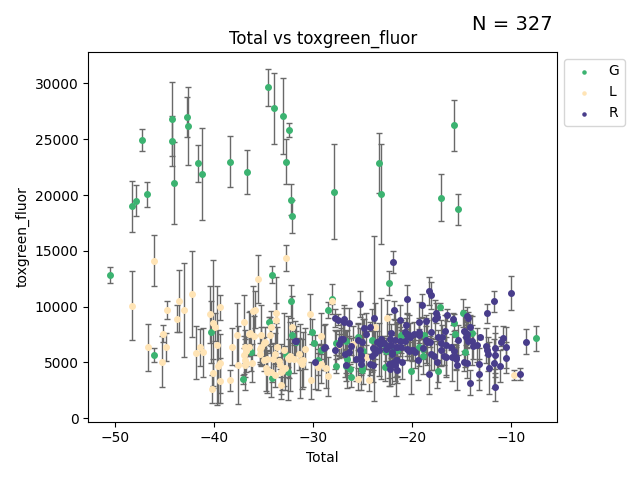 N = 327
Total vs toxgreen_fluor
30000
25000
20000
15000
10000
5000
0
toxgreen_fluor
−50
−40
−30
−20
−10
Total
G
L
R